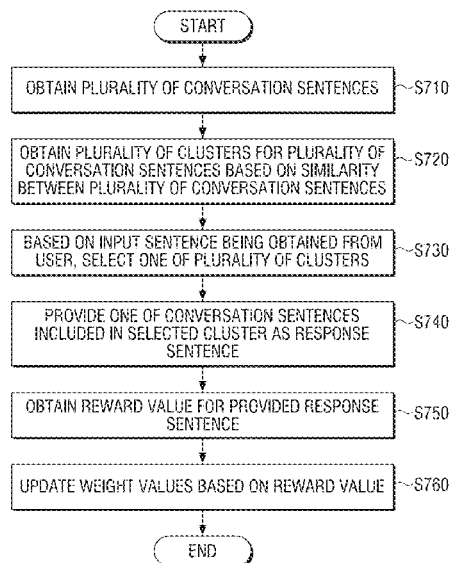 START
OBTAIN PLURALITY OF CONVERSATION SENTENCES
S710
OBTAIN PLURALITY OF CLUSTERS FOR PLURALITY OF
CONVERSATION SENTENCES BASED ON SIMILARITY
BETWEEN PLURALITY OF CONVERSATION SENTENCES
S720
BASED ON INPUT SENTENCE BEING OBTAINED FROM
USER, SELECT ONE OF PLURALITY OF CLUSTERS
S730
PROVIDE ONE OF CONVERSATION SENTENCES
INCLUDED IN SELECTED CLUSTER AS RESPONSE
SENTENCE
S740
OBTAIN REWARD VALUE FOR PROVIDED RESPONSE
SENTENCE
S750
UPDATE WEIGHT VALUES BASED ON REWARD VALUE
S760
END